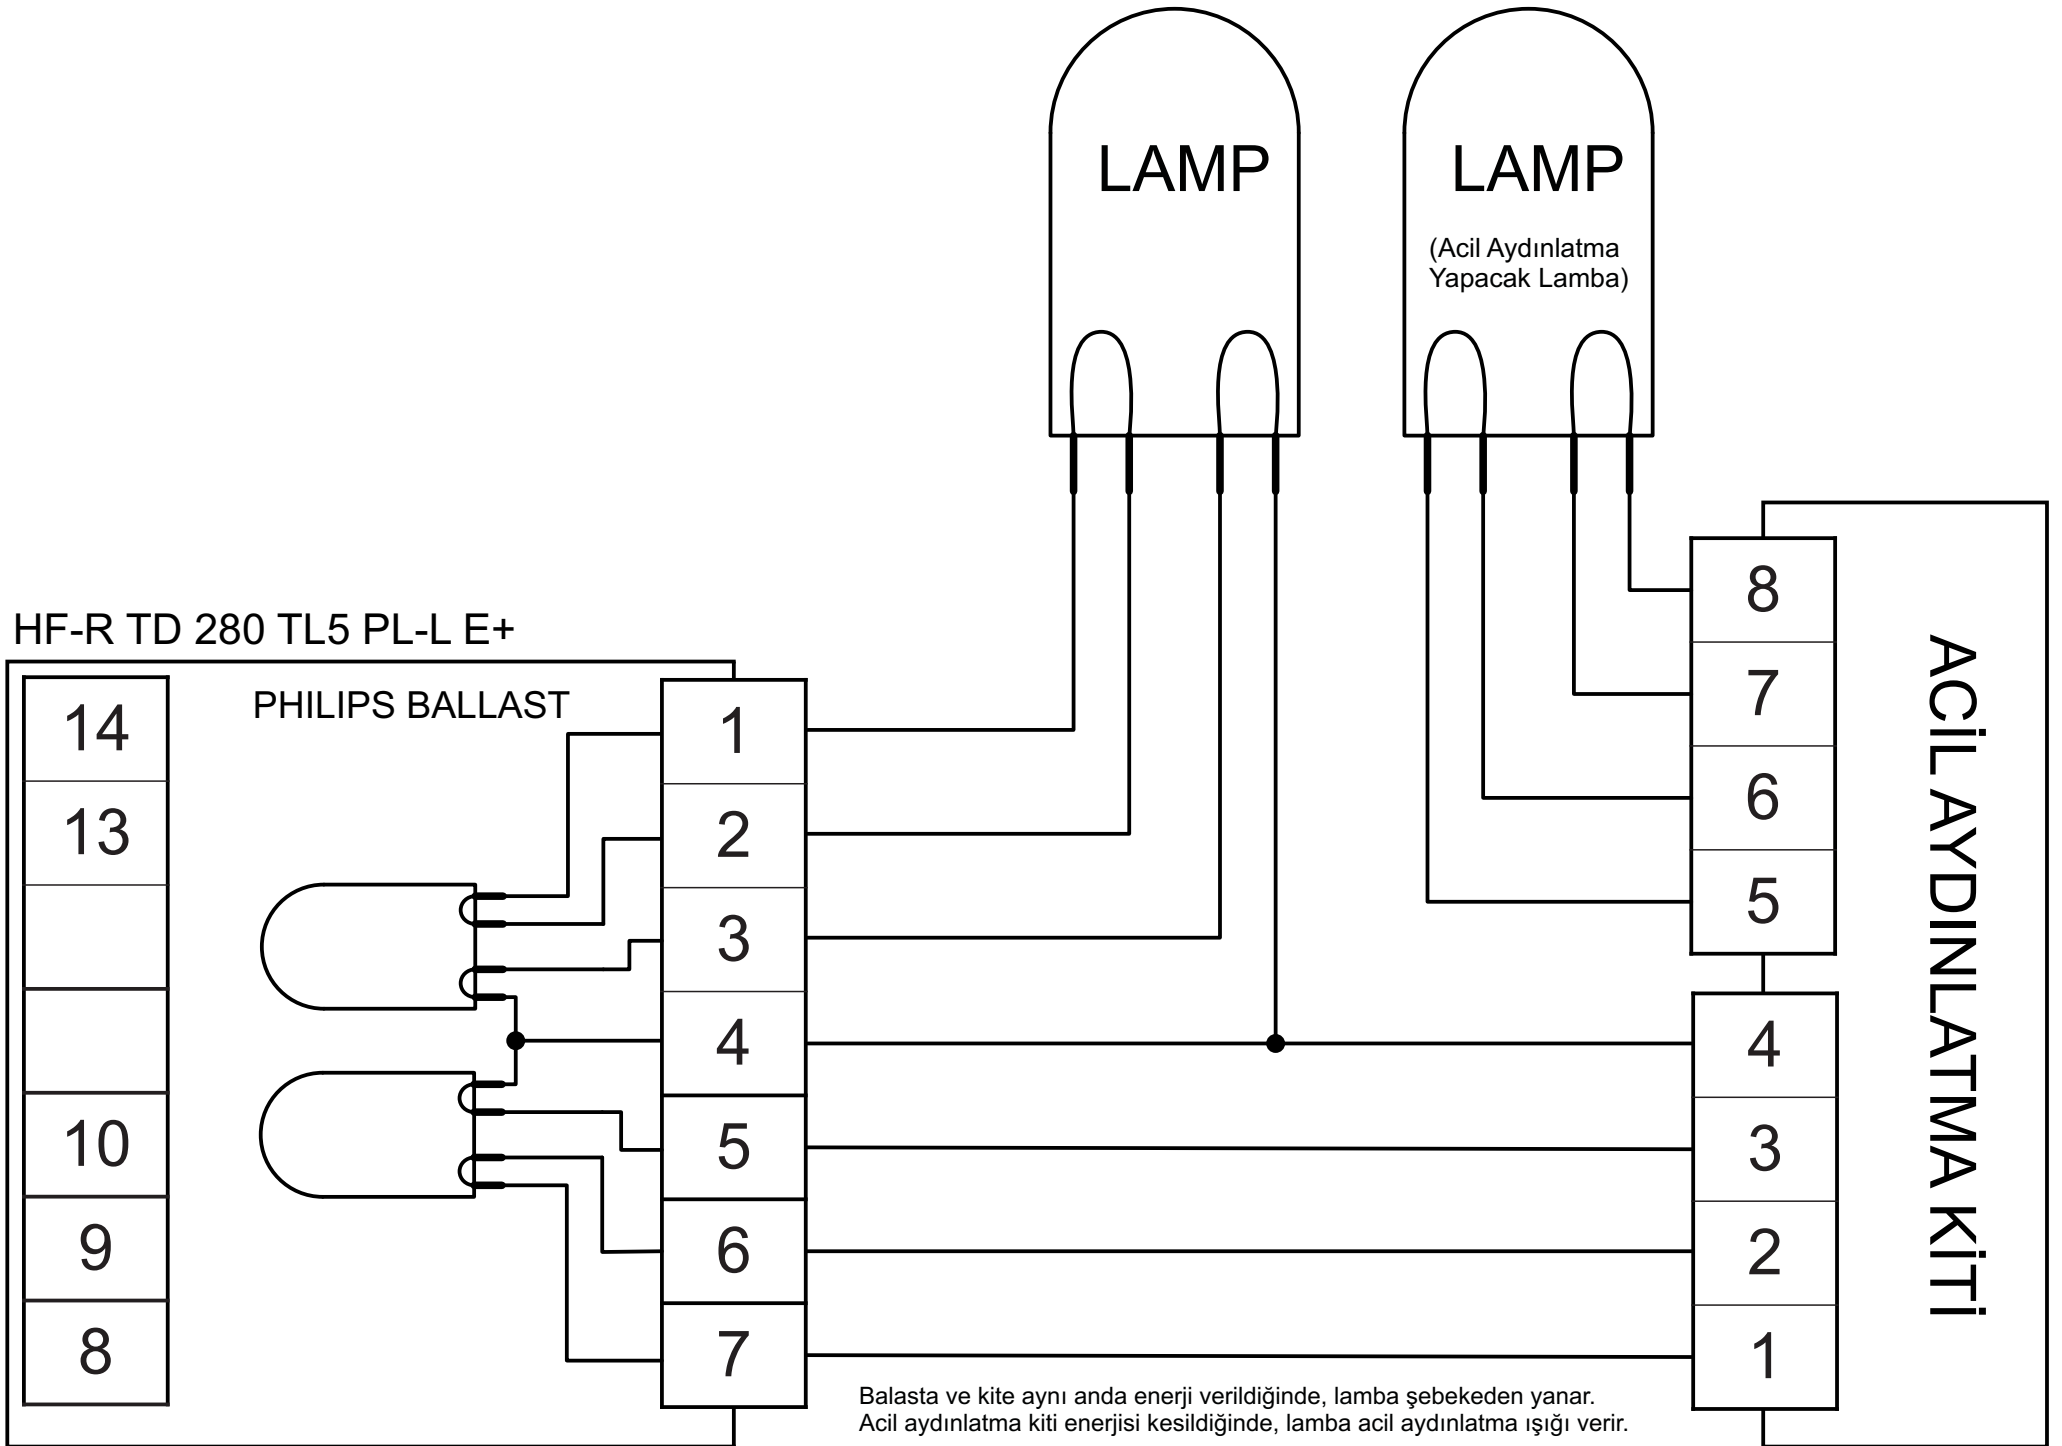 LAMP
LAMP
(Acil Aydınlatma
Yapacak Lamba)
HF-R TD 280 TL5 PL-L E+
PHILIPS BALLAST
14
13
10
9
8
1
2
3
4
5
6
7
8
7
6
5
4
3
2
1
ACİL AYDINLATMA KİTİ
Balasta ve kite aynı anda enerji verildiğinde, lamba şebekeden yanar.
Acil aydınlatma kiti enerjisi kesildiğinde, lamba acil aydınlatma ışığı verir.